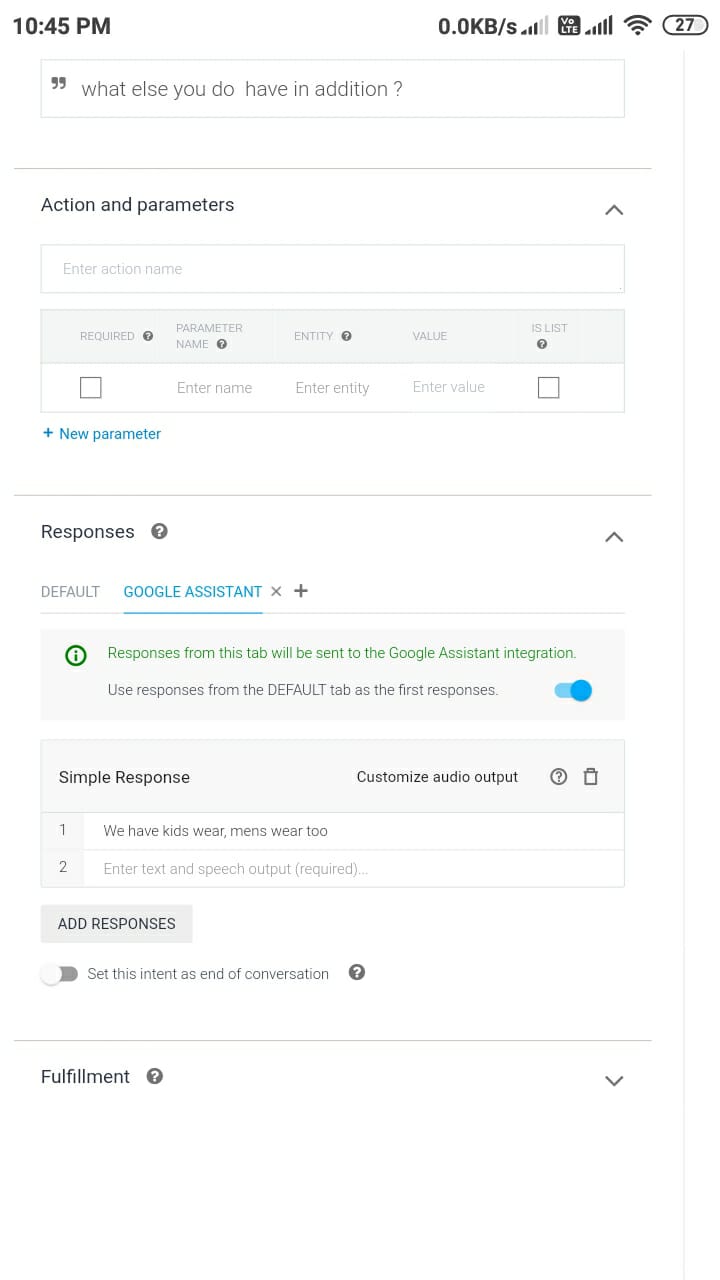 10:45 PM 0.0KB/s Vo LTE 27
” what else you do  have in addition ?
Action and parameters
Enter action name
REQUIRED ? PARAMETER NAME ? ENTITY ? VALUE IS LIST ?
Enter name Enter entity Enter value
+ New parameter
Responses ?
DEFAULT GOOGLE ASSISTANT × +
Responses from this tab will be sent to the Google Assistant integration.
Use responses from the DEFAULT tab as the first responses.
Simple Response Customize audio output ?
1 We have kids wear, mens wear too
2 Enter text and speech output (required)...
ADD RESPONSES
Set this intent as end of conversation ?
Fulfillment ?